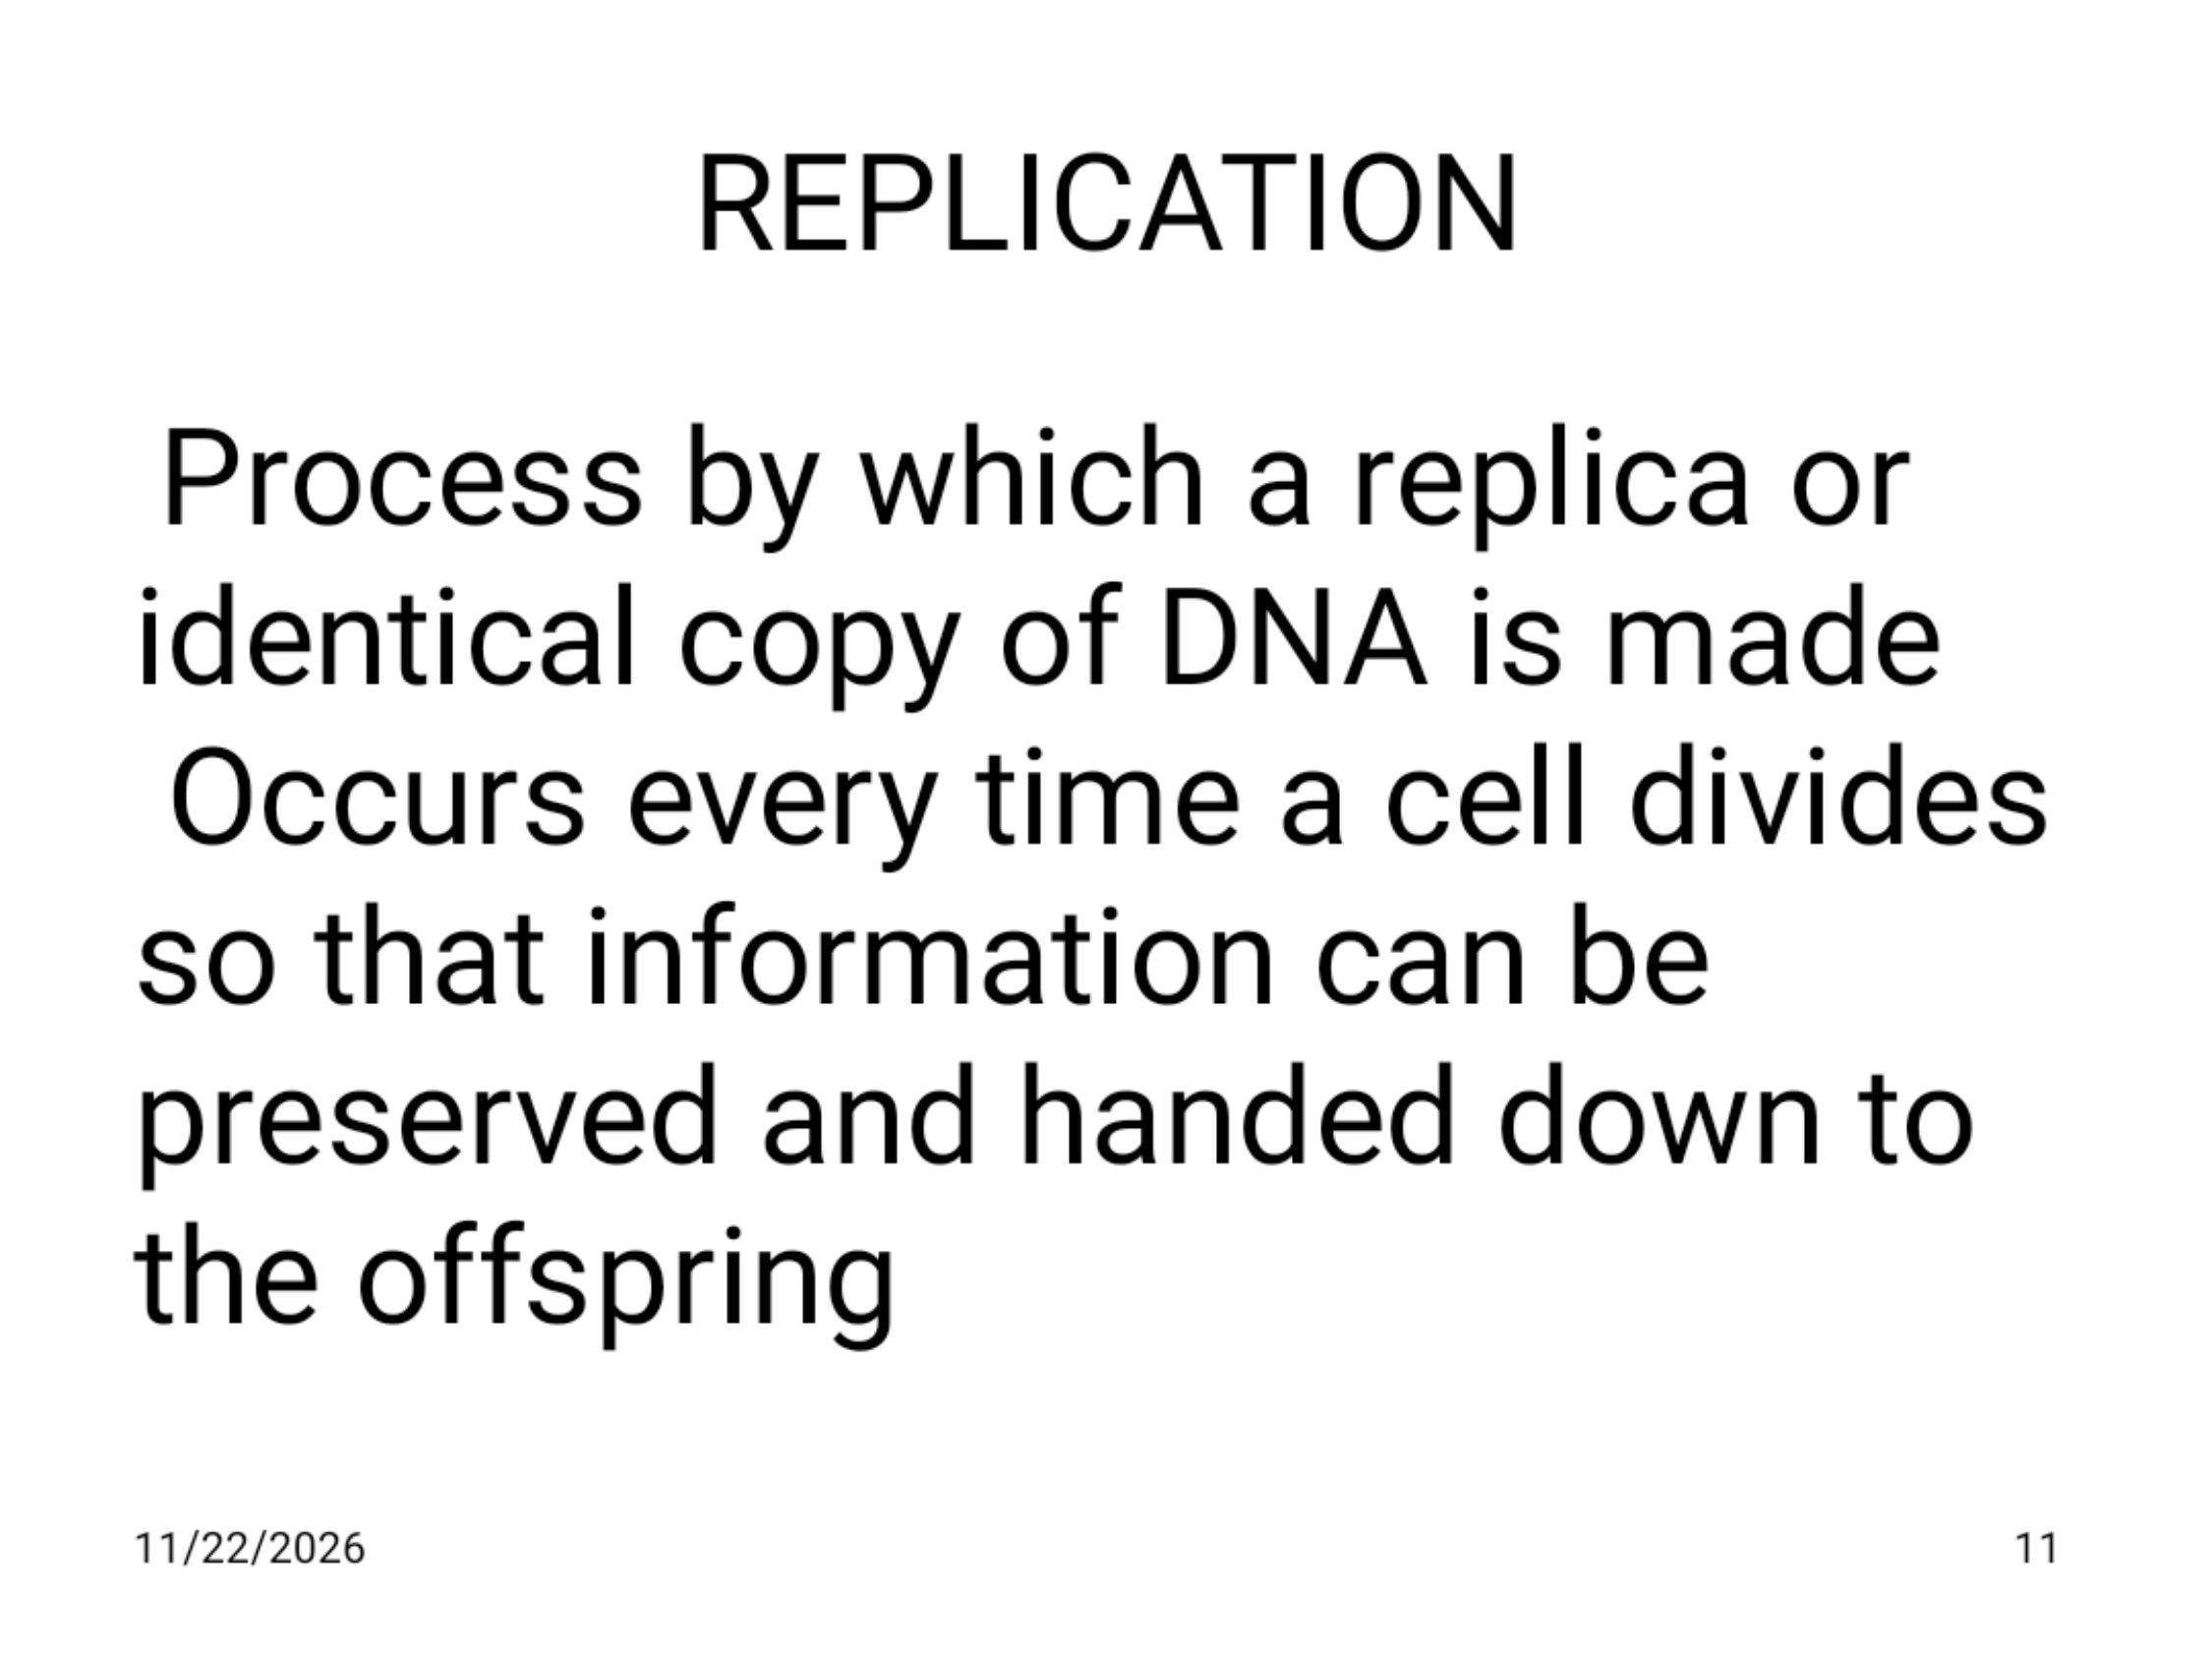 REPLICATION
Process by which a replica or
identical copy of DNA is made
Occurs every time a cell divides
so that information can be
preserved and handed down to
the offspring
11/22/2026
11